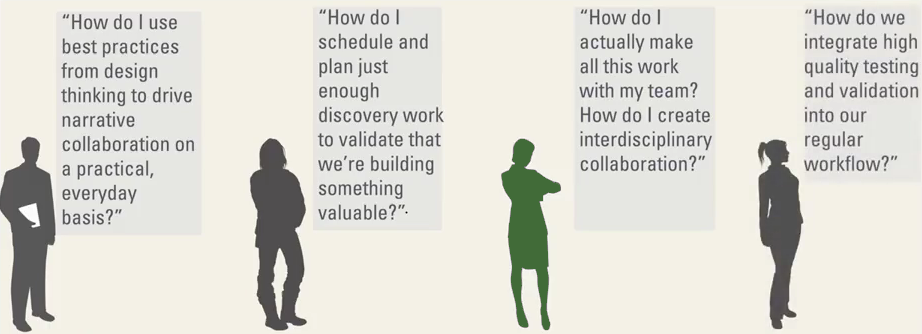 “How do I use
best practices
from design
thinking to drive
narrative
collaboration on
a practical,
everyday
basis?”
“How do I
schedule and
plan just
enough
discovery work
to validate that
we’re building
something
valuable?”.
“How do I
actually make
all this work
with my team?
How do I create
interdisciplinary
collaboration?”
“How do we
integrate high
quality testing
and validation
into our
regular
workflow?”